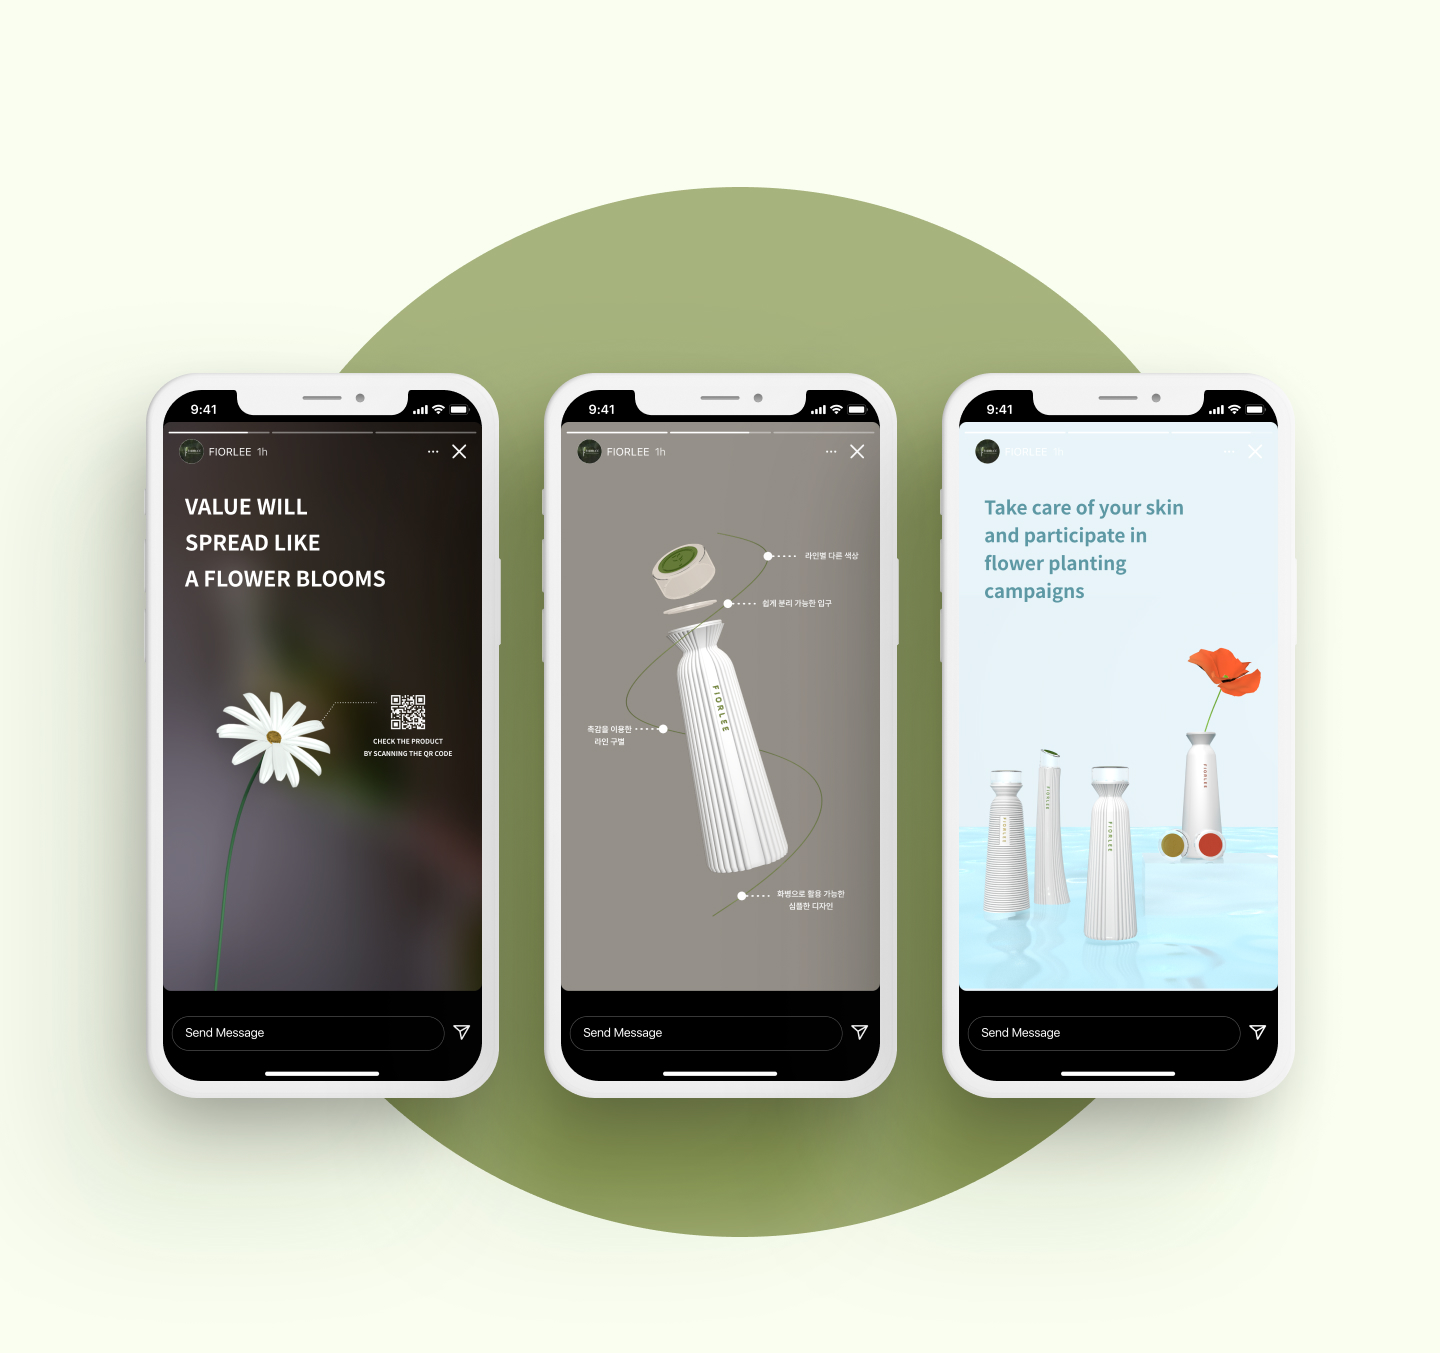 9:41
FIORLEE 1h
VALUE WILL
SPREAD LIKE
A FLOWER BLOOMS
CHECK THE PRODUCT
BY SCANNING THE QR CODE
Send Message
9:41
FIORLEE 1h
라인별 다른 색상
쉽게 분리 가능한 입구
FIORLEE
촉감을 이용한
라인 구별
화병으로 활용 가능한
심플한 디자인
Send Message
9:41
FIORLEE 1h
Take care of your skin
and participate in
flower planting
campaigns
FIORLEE
FIORLEE
FIORLEE
FIORLEE
Send Message